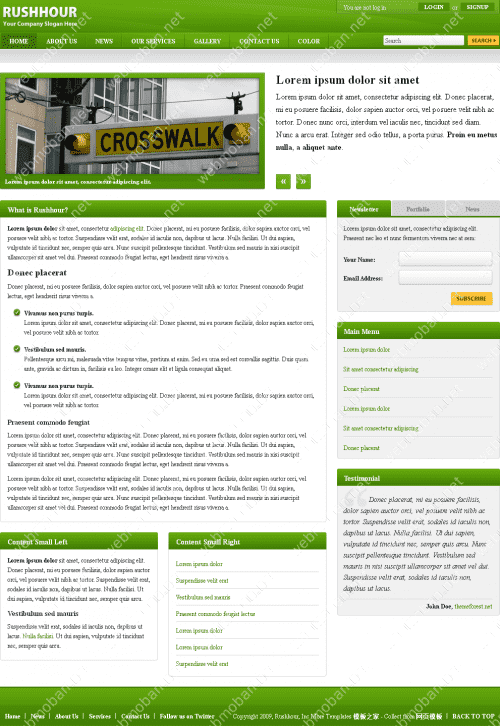 RUSHHOUR
Your Company Slogan Here
You are not log in
LOGIN or SIGNUP
HOME ABOUT US NEWS OUR SERVICES GALLERY CONTACT US COLOR
Search
SEARCH
CROSSWALK
Lorem ipsum dolor sit amet, consectetur adipiscing elit.
Lorem ipsum dolor sit amet
Lorem ipsum dolor sit amet, consectetur adipiscing elit. Donec placerat,
mi eu posuere facilisis, dolor sapien auctor orci, vel posuere velit nibh ac
tortor. Donec nunc orci, interdum vel iaculis nec, tincidunt sed diam.
Nunc a arcu erat. Integer sed odio tellus, a porta purus. Proin eu metus
nulla, a aliquet ante.
« »
What is Rushhour?
Lorem ipsum dolor sit amet, consectetur adipiscing elit. Donec placerat, mi eu posuere facilisis, dolor sapien auctor orci, vel
posuere velit nibh ac tortor. Suspendisse velit erat, sodales id iaculis non, dapibus ut lacus. Nulla facilisi. Ut dui sapien,
vulputate id tincidunt nec, semper quis arcu. Nunc suscipit pellentesque tincidunt. Vestibulum sed mauris in nisi suscipit
ullamcorper sit amet vel dui. Praesent commodo feugiat lectus, eget hendrerit risus viverra a.
Donec placerat
Lorem ipsum dolor sit amet, consectetur adipiscing elit. Donec placerat, mi eu posuere facilisis, dolor sapien auctor orci, vel posuere velit nibh ac tortor. Praesent commodo feugiat
lectus, eget hendrerit risus viverra a.
Vivamus non purus turpis.
Lorem ipsum dolor sit amet, consectetur adipiscing elit. Donec placerat, mi eu posuere facilisis, dolor sapien auctor orci,
vel posuere velit nibh ac tortor.
Vestibulum sed mauris.
Pellentesque arcu mi, malesuada vitae tempus vitae, pretium at enim. Sed eu urna sed est convallis sagittis. Duis quam
ante, gravida ac dictum in, facilisis eu leo. Integer ornare elit et ligula consequat aliquet.
Vivamus non purus turpis.
Lorem ipsum dolor sit amet, consectetur adipiscing elit. Donec placerat, mi eu posuere facilisis, dolor sapien auctor orci,
vel posuere velit nibh ac tortor.
Praesent commodo feugiat
Lorem ipsum dolor sit amet, consectetur adipiscing elit. Donec placerat, mi eu posuere facilisis, dolor sapien auctor orci, vel
posuere velit nibh ac tortor. Suspendisse velit erat, sodales id iaculis non, dapibus ut lacus. Nulla facilisi. Ut dui sapien,
vulputate id tincidunt nec, semper quis arcu. Nunc suscipit pellentesque tincidunt. Vestibulum sed mauris in nisi suscipit
ullamcorper sit amet vel dui. Praesent commodo feugiat lectus, eget hendrerit risus viverra a.
Lorem ipsum dolor sit amet, consectetur adipiscing elit. Donec placerat, mi eu posuere facilisis, dolor sapien auctor orci, vel
posuere velit nibh ac tortor. Suspendisse velit erat, sodales id iaculis non, dapibus ut lacus. Nulla facilisi. Ut dui sapien,
vulputate id tincidunt nec, semper quis arcu. Nunc suscipit pellentesque tincidunt. Vestibulum sed mauris in nisi suscipit
ullamcorper sit amet vel dui. Praesent commodo feugiat lectus, eget hendrerit risus viverra a.
Newsletter Portfolio News
Lorem ipsum dolor sit amet, consectetur adipiscing elit.
Praesent nec leo at nunc fermentum viverra nec at sem.
Your Name:
Email Address:
SUBSCRIBE
Main Menu
Lorem ipsum dolor
Sit amet consectetur adipiscing
Donec placerat
Lorem ipsum dolor
Sit amet consectetur adipiscing
Donec placerat
Testimonial
Donec placerat, mi eu posuere facilisis,
dolor sapien auctor orci, vel posuere velit nibh ac
tortor. Suspendisse velit erat, sodales id iaculis non,
dapibus ut lacus. Nulla facilisi. Ut dui sapien,
vulputate id tincidunt nec, semper quis arcu. Nunc
suscipit pellentesque tincidunt. Vestibulum sed
mauris in nisi suscipit ullamcorper sit amet vel dui.
Suspendisse velit erat, sodales id iaculis non,
dapibus ut lacus.
John Doe, themeforest.net
Content Small Left
Lorem ipsum dolor sit amet, consectetur adipiscing elit.
Donec placerat, mi eu posuere facilisis, dolor sapien auctor
orci, vel posuere velit nibh ac tortor. Suspendisse velit erat,
sodales id iaculis non, dapibus ut lacus. Nulla facilisi. Ut
dui sapien, vulputate id tincidunt nec, semper quis arcu.
Vestibulum sed mauris
Suspendisse velit erat, sodales id iaculis non, dapibus ut
lacus. Nulla facilisi. Ut dui sapien, vulputate id tincidunt
nec, semper quis arcu.
Content Small Right
Lorem ipsum dolor
Suspendisse velit erat
Vestibulum sed mauris
Praesent commodo feugiat lectus
Lorem ipsum dolor
Lorem ipsum dolor
Suspendisse velit erat
Home | News | About Us | Services | Contact Us | Follow us on Twitter
Copyright 2009, Rushhour, Inc More Templates 模板之家 - Collect from 网页模板 | BACK TO TOP